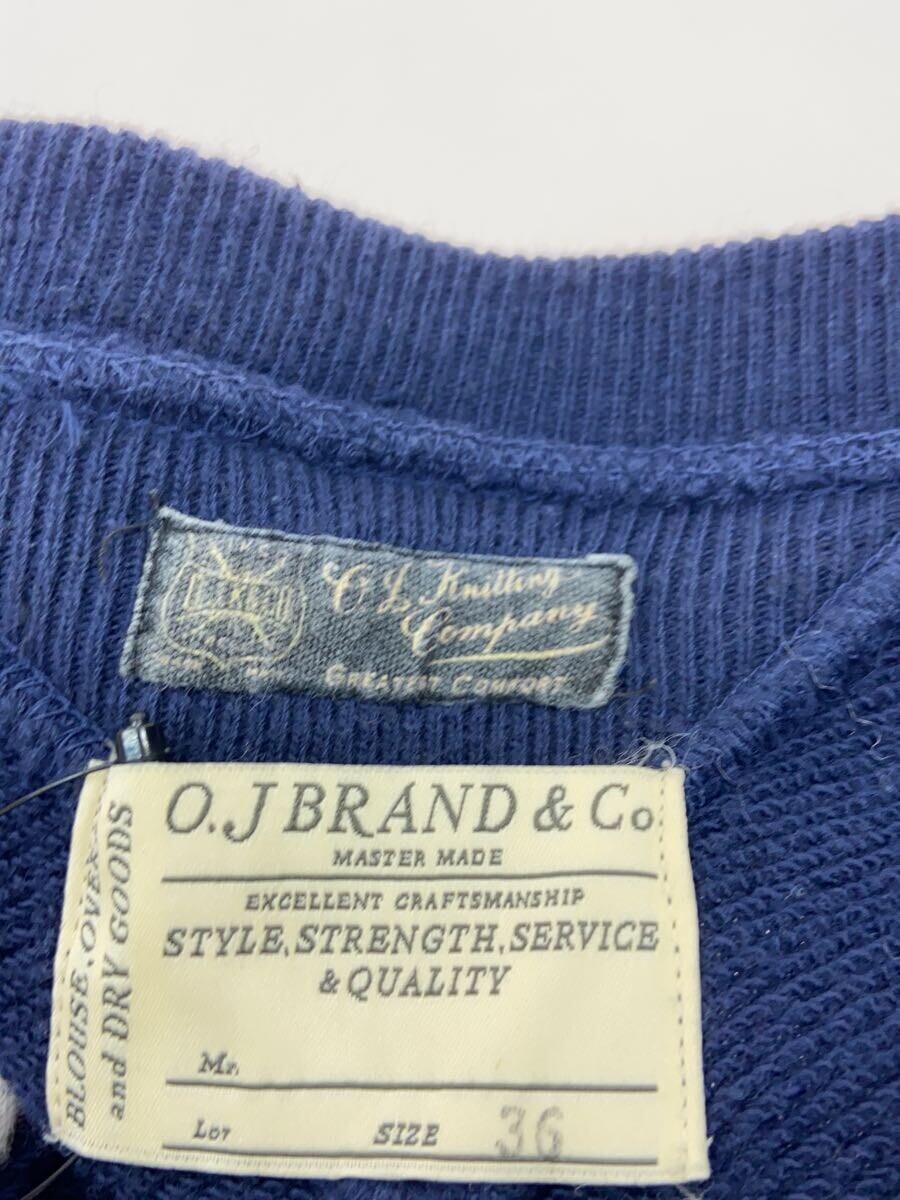 O.J. Knitting
Company
GREATEST COMFORT
O.J BRAND & Co
MASTER MADE
EXCELLENT CRAFTSMANSHIP
STYLE, STRENGTH, SERVICE
& QUALITY
Mr.
LOT SIZE 36
BLOUSE, OVER
and DRY GOODS